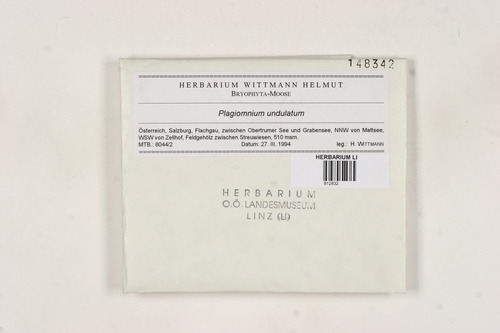 148342
HERBARIUM WITTMANN HELMUT
BRYOPHYTA-MOOSE
Plagiomnium undulatum
Österreich, Salzburg, Flachgau, zwischen Obertrumer See und Grabensee, NNW von Mattsee,
WSW von Zellhof, Feldgehölz zwischen Streuwiesen, 510 msm.
MTB.: 8044/2 Datum: 27. III. 1994 leg.: H. WITTMANN
HERBARIUM LI
812832
HERBARIUM
O.Ö. LANDESMUSEUM
LINZ (LI)